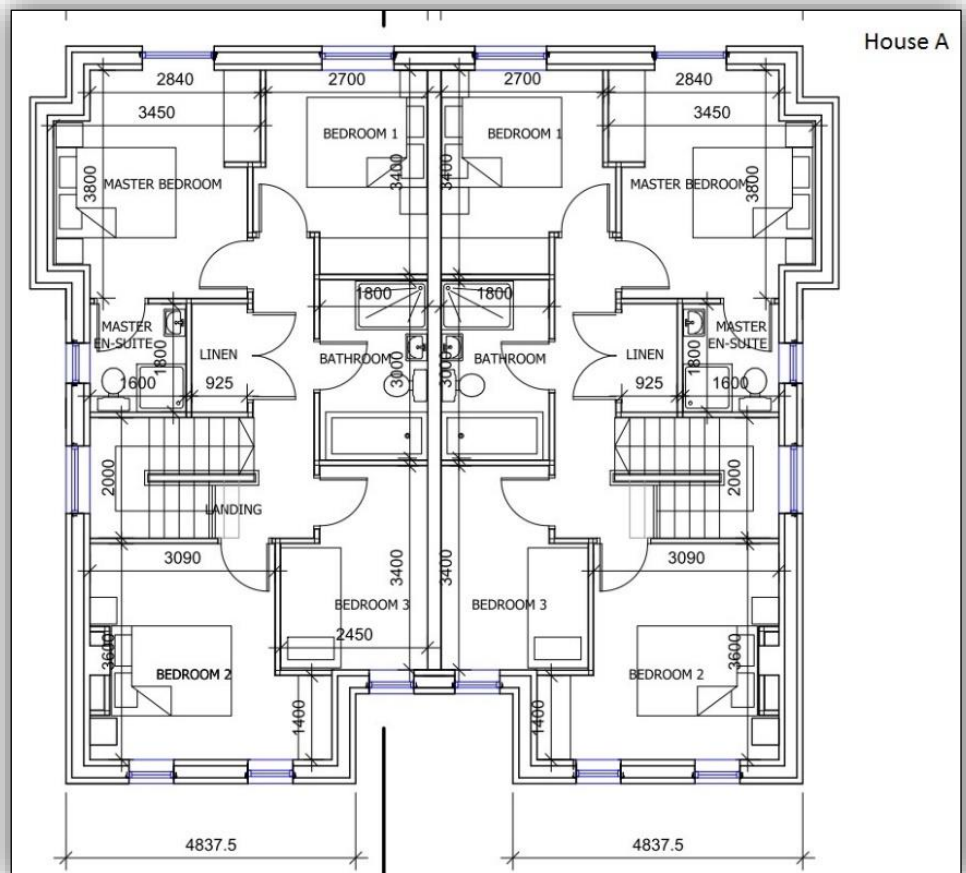 House A
2840
2700
2700
2840
3450
3450
BEDROOM 1
BEDROOM 1
3400
3400
3800
3800
MASTER BEDROOM
MASTER BEDROOM
1800
1800
MASTER
EN-SUITE
MASTER
EN-SUITE
1800
1800
LINEN
LINEN
BATHROOM
BATHROOM
3000
3000
1600
925
925
1600
2000
2000
LANDING
3090
3090
3400
3400
BEDROOM 3
BEDROOM 3
2450
3600
3600
BEDROOM 2
BEDROOM 2
1400
1400
4837.5
4837.5